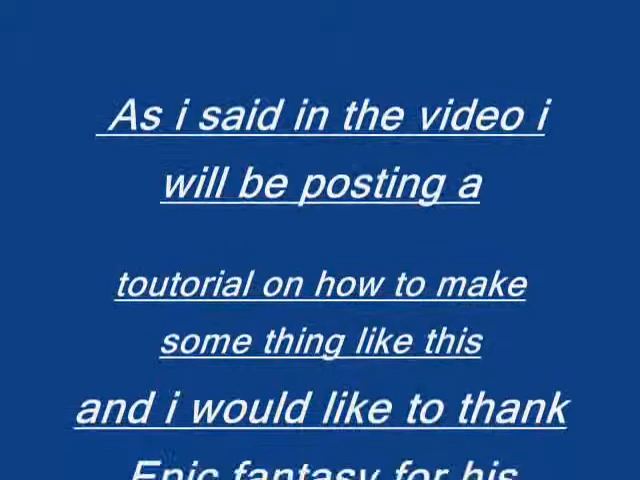 As i said in the video i
will be posting a
toutorial on how to make
some thing like this
and i would like to thank
Epic fantasy for his